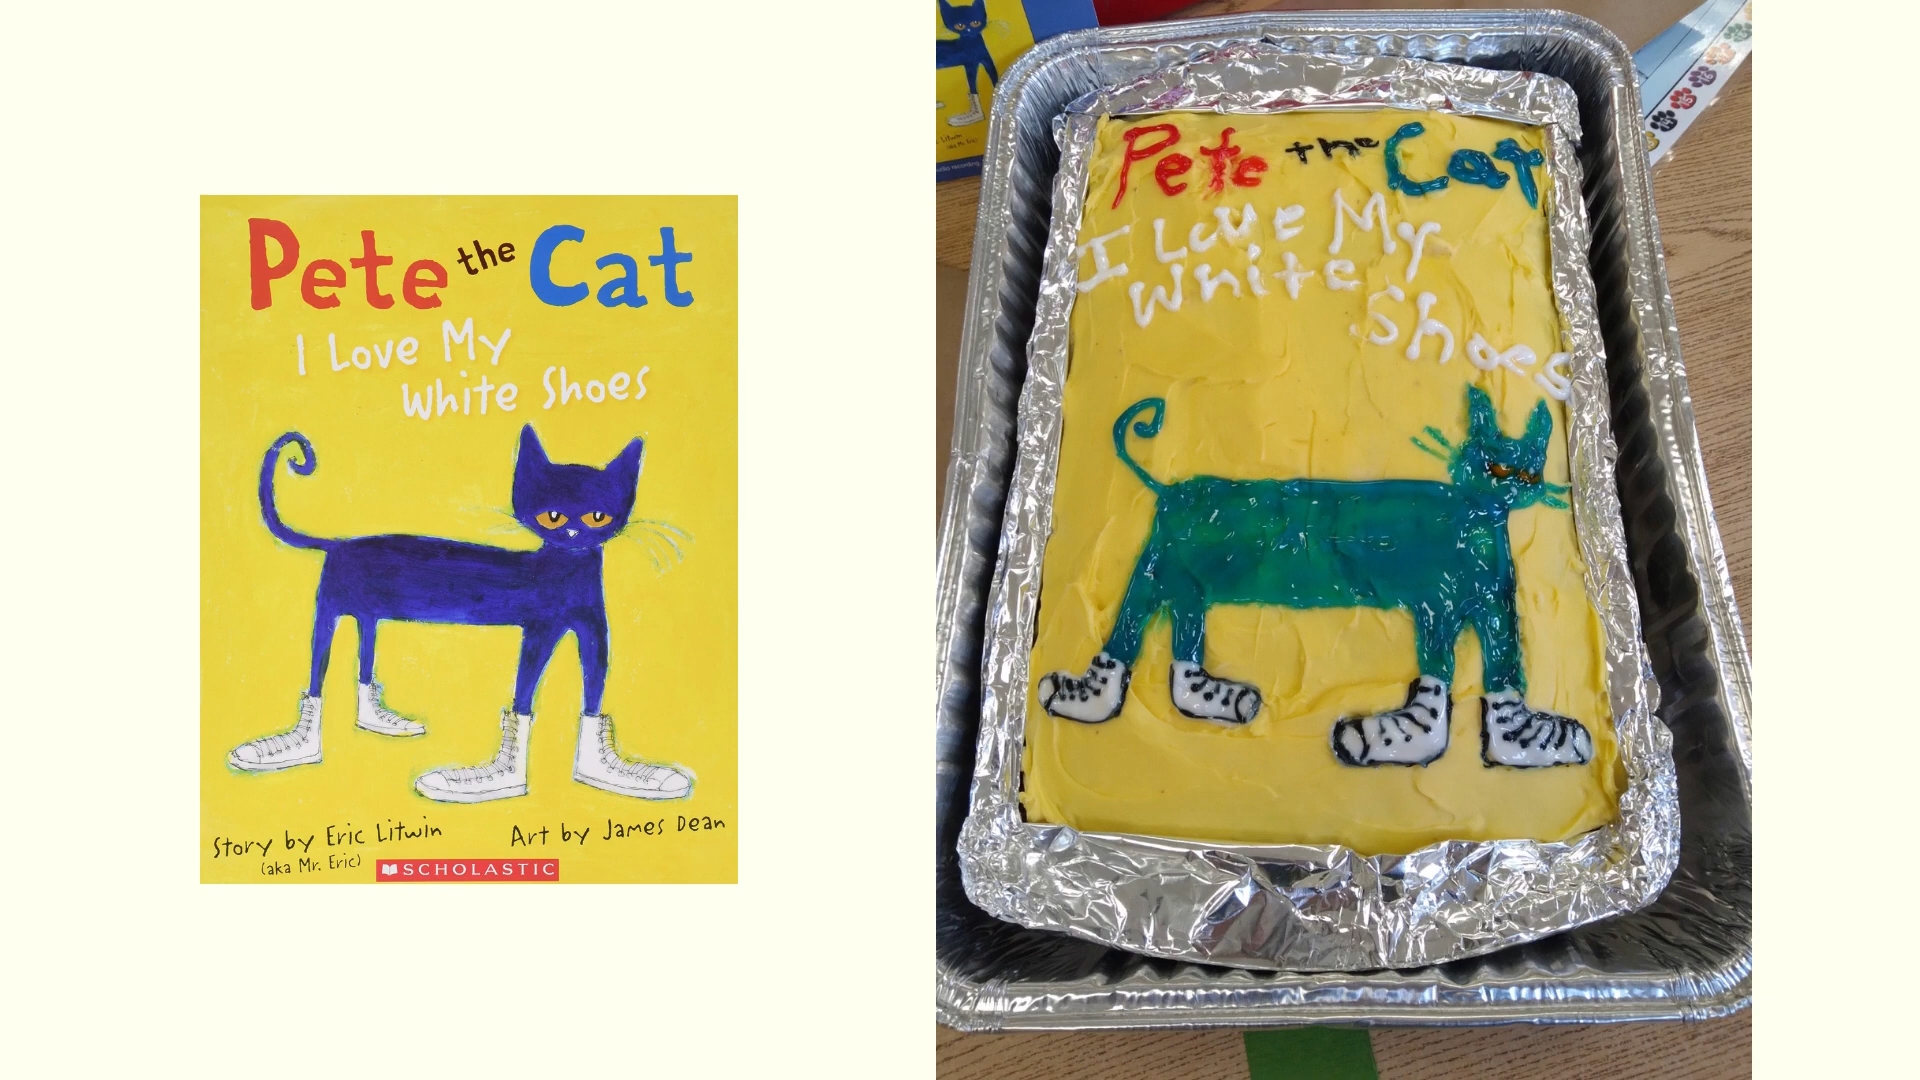 Pete the Cat
I Love My
White Shoes
Story by Eric Litwin
(aka Mr. Eric)
Art by James Dean
SCHOLASTIC
Pete the Cat
I Love My
White
Shoes